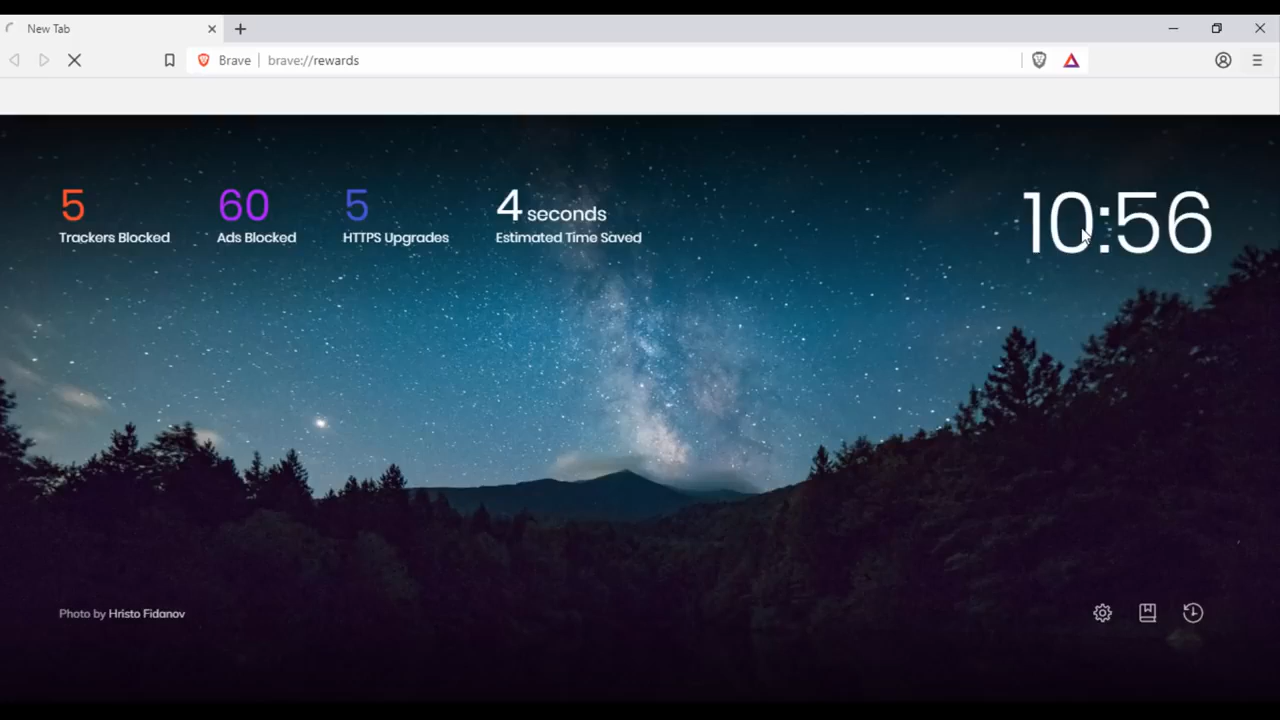 New Tab
Brave
brave://rewards
5
Trackers Blocked
60
Ads Blocked
5
HTTPS Upgrades
4 seconds
Estimated Time Saved
10:56
Photo by Hristo Fidanov